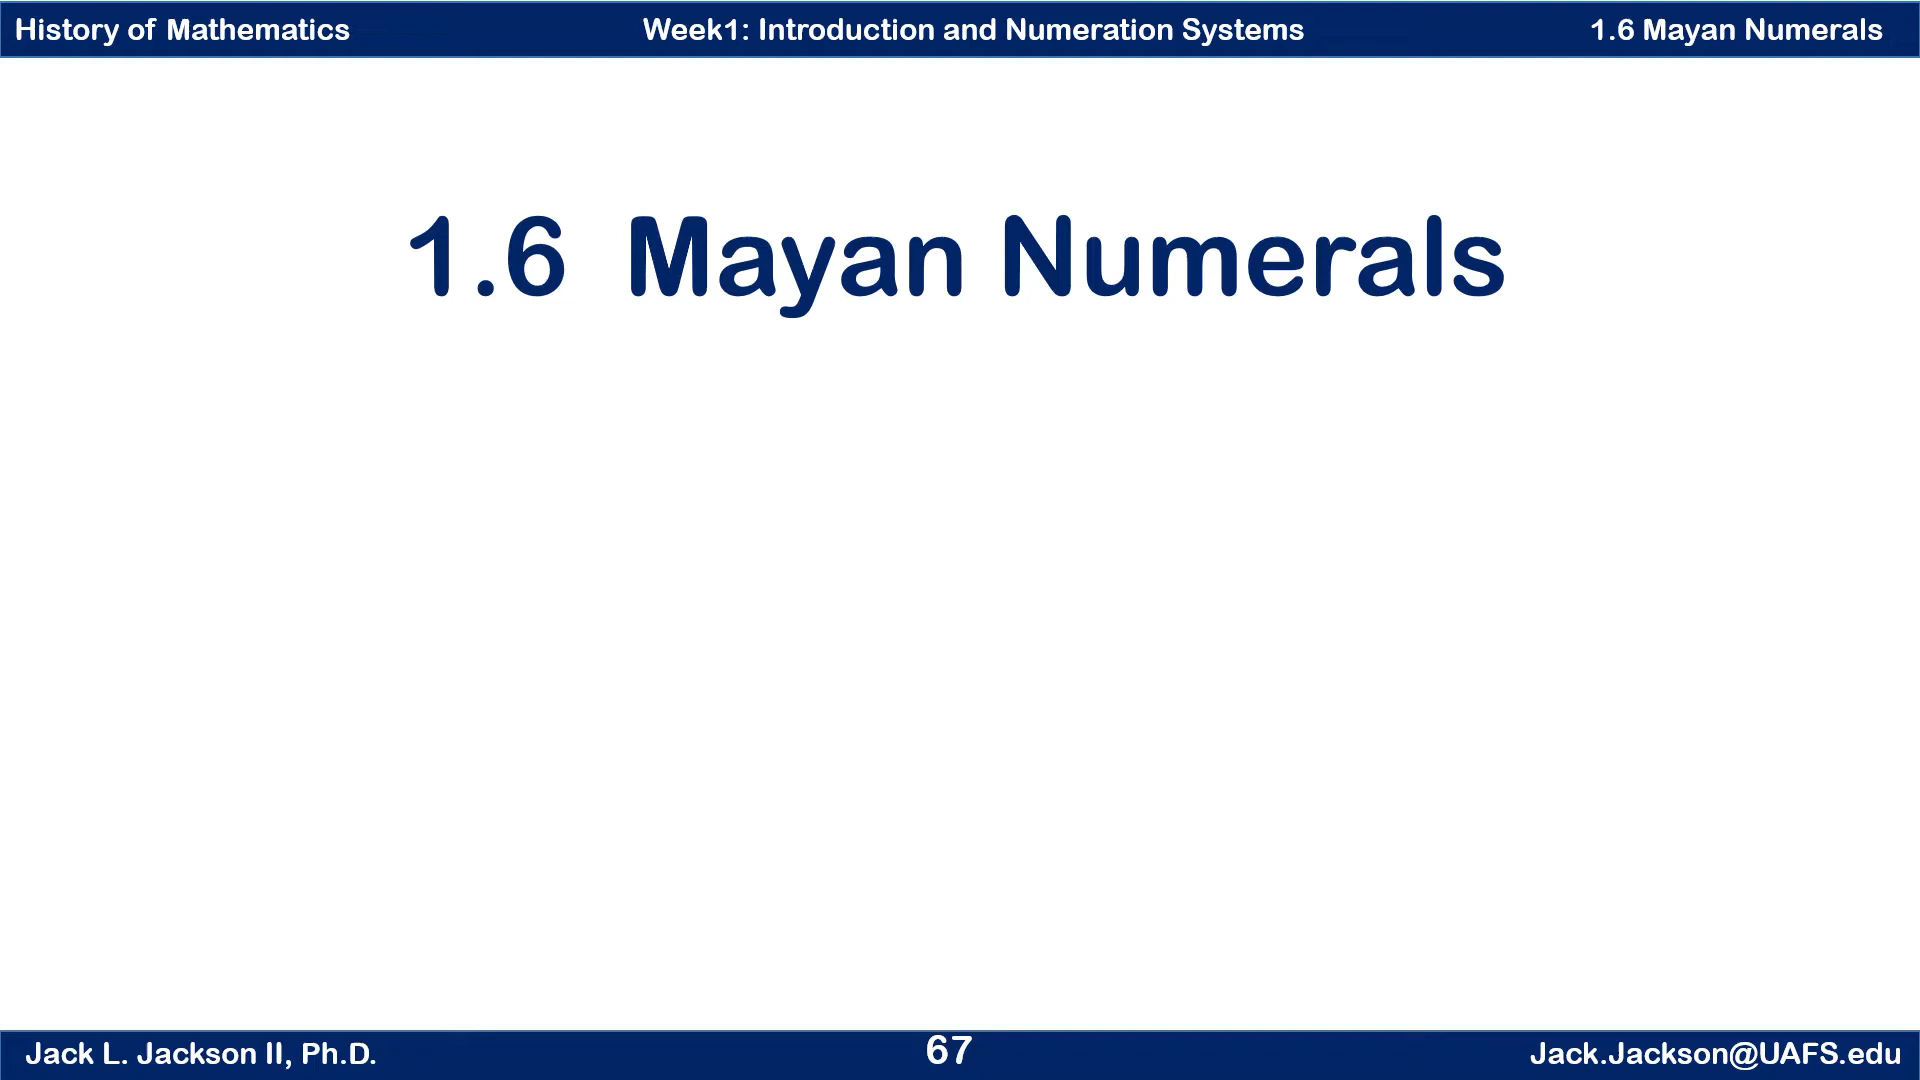 History of Mathematics
Week1: Introduction and Numeration Systems
1.6 Mayan Numerals
1.6 Mayan Numerals
Jack L. Jackson II, Ph.D.
67
Jack.Jackson@UAFS.edu